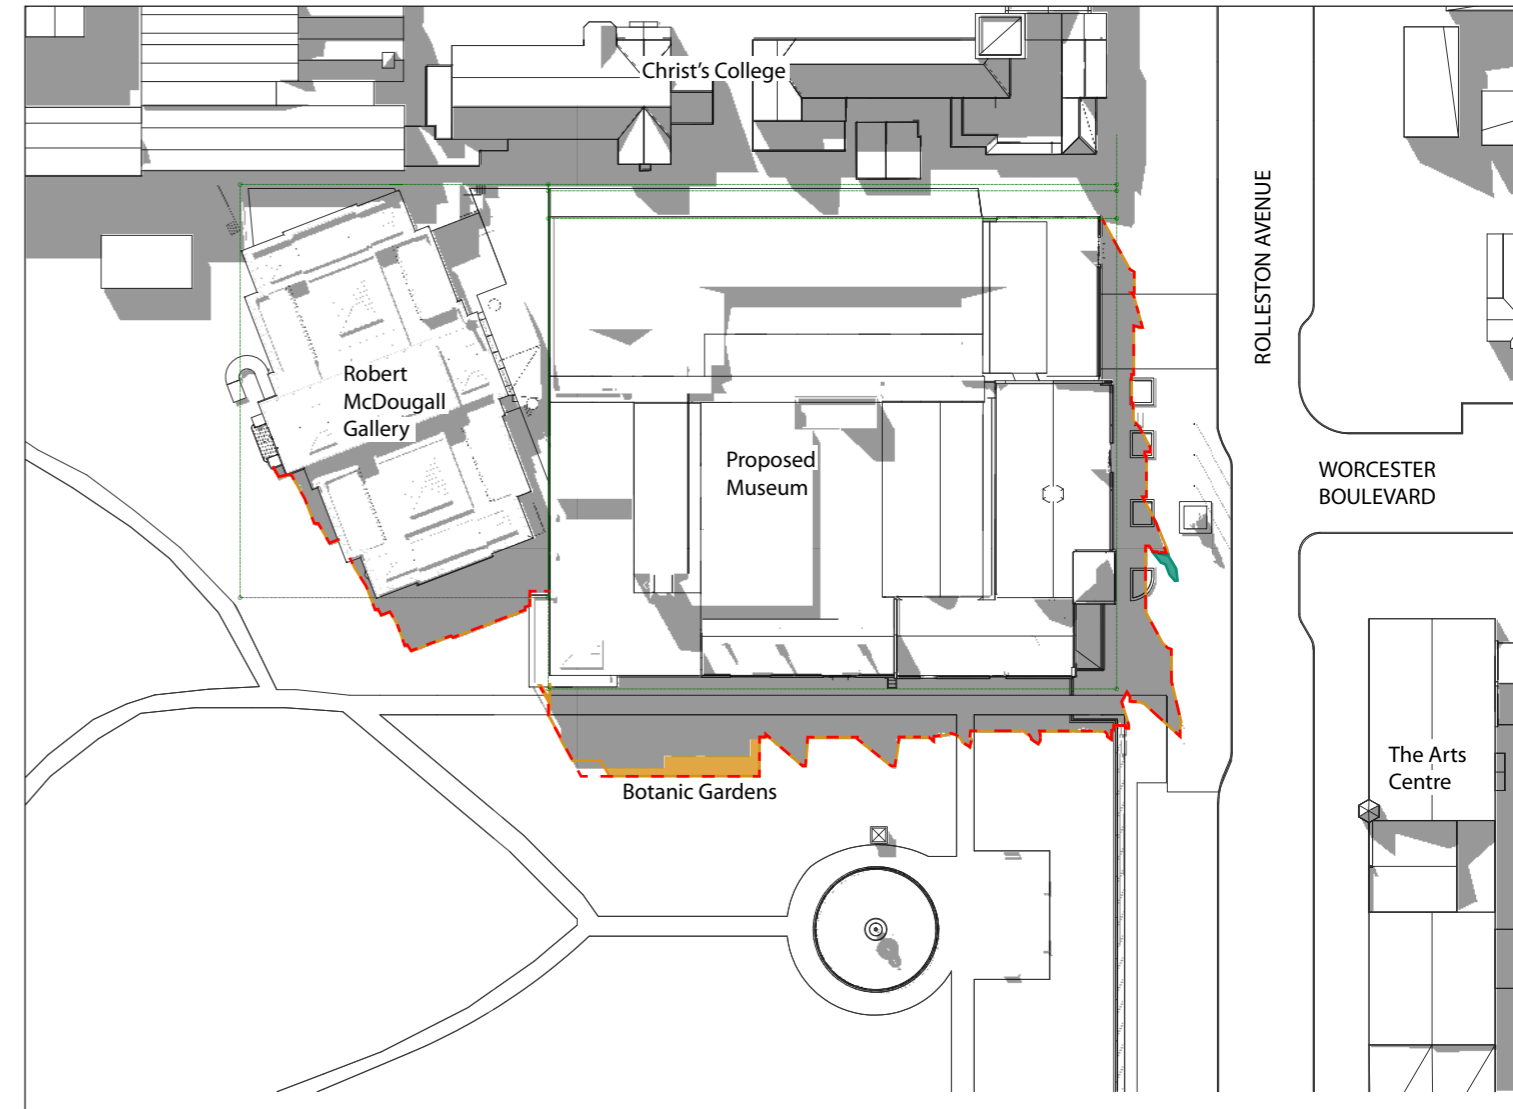 Christ's College
ROLLESTON AVENUE
Robert
McDougall
Gallery
Proposed
Museum
WORCESTER
BOULEVARD
The Arts
Centre
Botanic Gardens